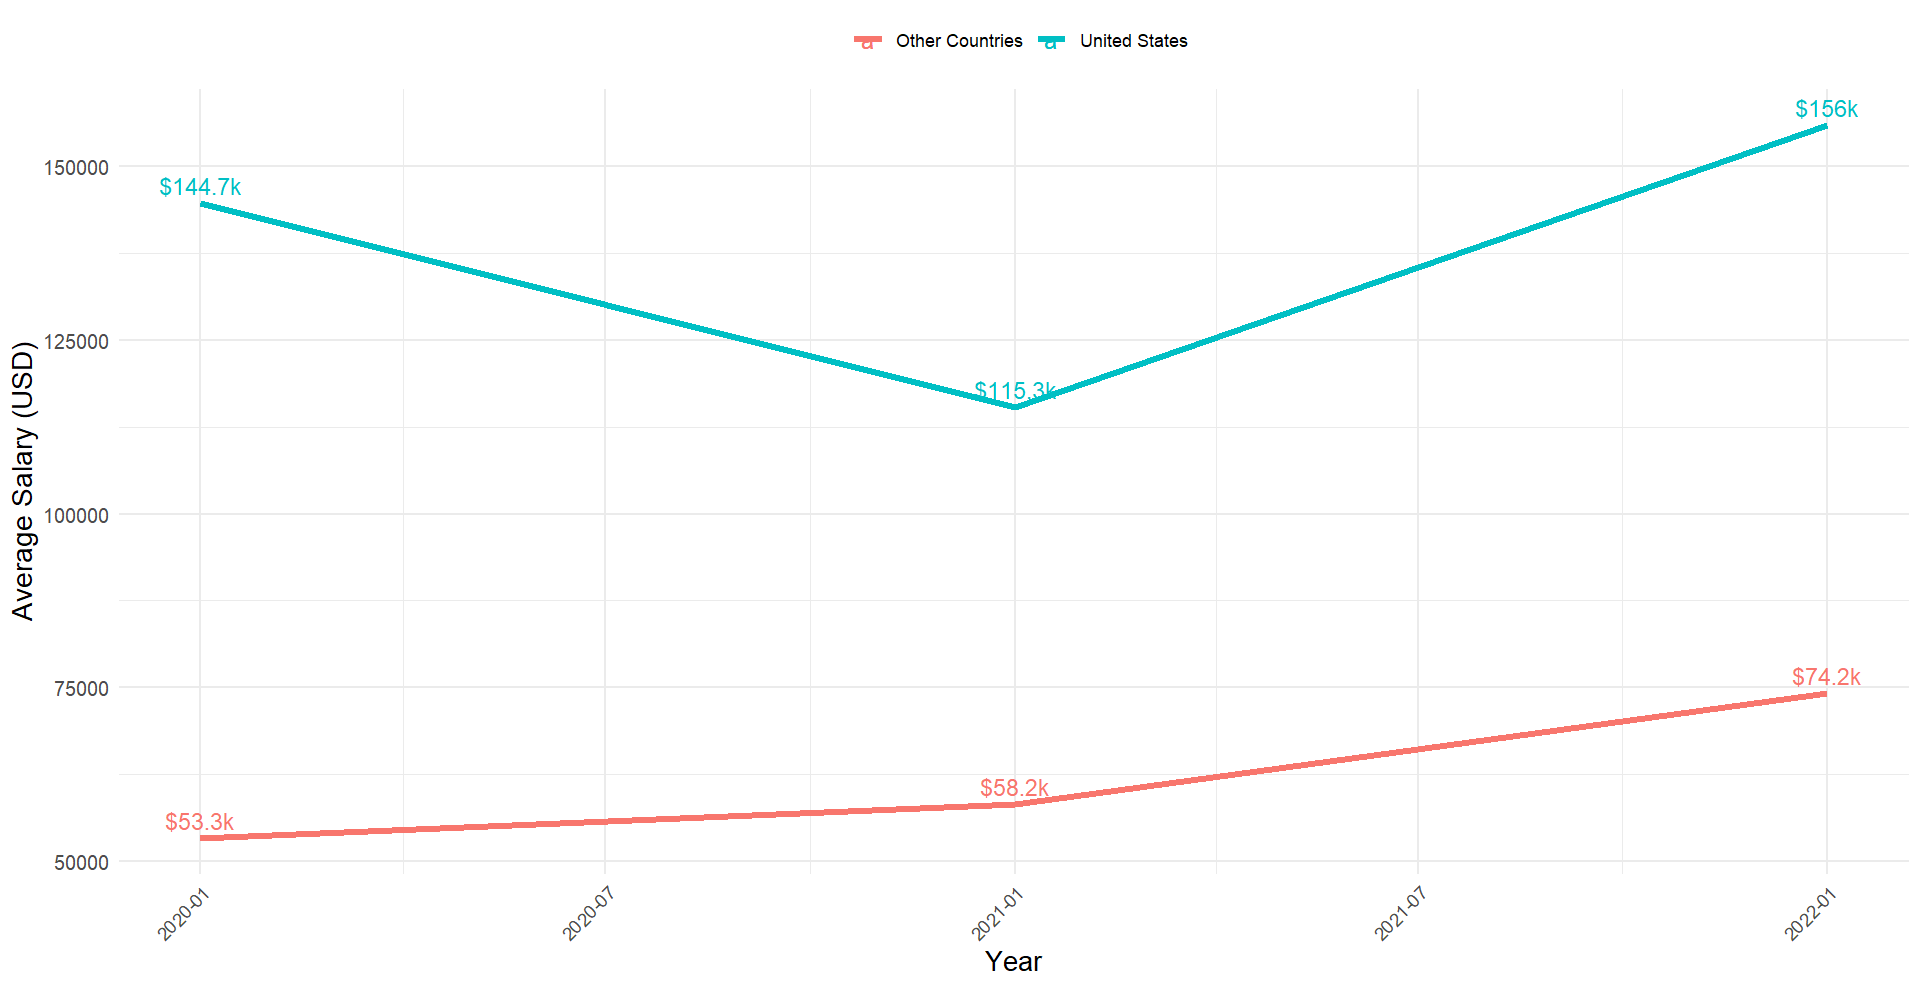 a Other Countries a United States
$156k
150000
$144.7k
125000
$115.3k
Average Salary (USD)
100000
75000
$74.2k
$58.2k
$53.3k
50000
2020-01 2020-07 2021-01 2021-07 2022-01
Year